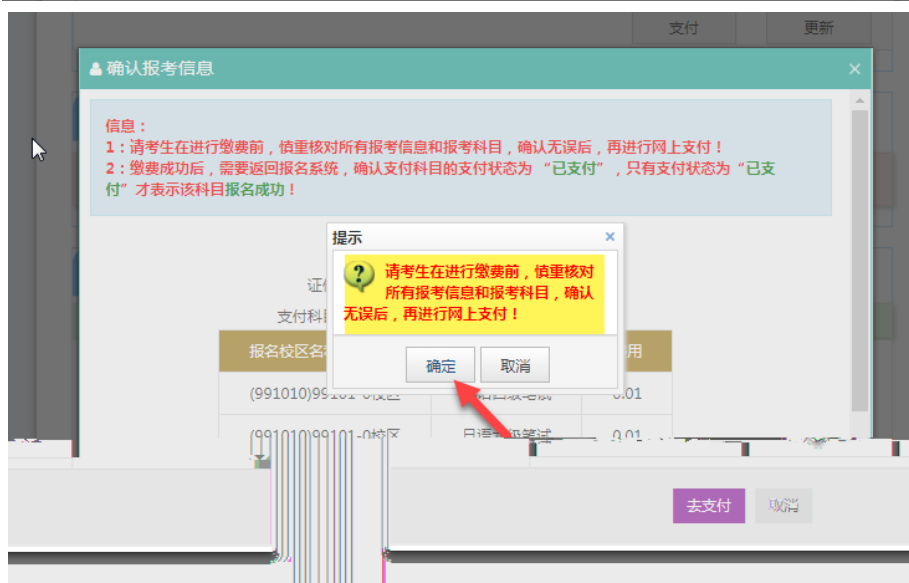 支付 更新
确认报考信息 ×
信息：
1：请考生在进行缴费前，慎重核对所有报考信息和报考科目，确认无误后，再进行网上支付！
2：缴费成功后，需要返回报名系统，确认支付科目的支付状态为 “已支付”，只有支付状态为“已支
付” 才表示该科目报名成功！
提示 ×
请考生在进行缴费前，慎重核对
所有报考信息和报考科目，确认
无误后，再进行网上支付！
支付科
报名校区名 用
确定 取消
(991010)99101-0校区 0.01
(991010)99101-0校区 日语 级笔试 0.01
去支付 取消